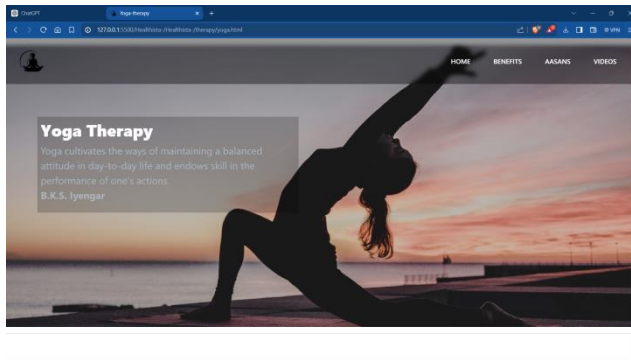 ChatGPT
Yoga-therapy
127.0.0.1:5500/Healthista-/Healthista-/therapy/yoga.html
VPN
HOME BENEFITS AASANS VIDEOS
Yoga Therapy
Yoga cultivates the ways of maintaining a balanced
attitude in day-to-day life and endows skill in the
performance of one's actions.
B.K.S. Iyengar